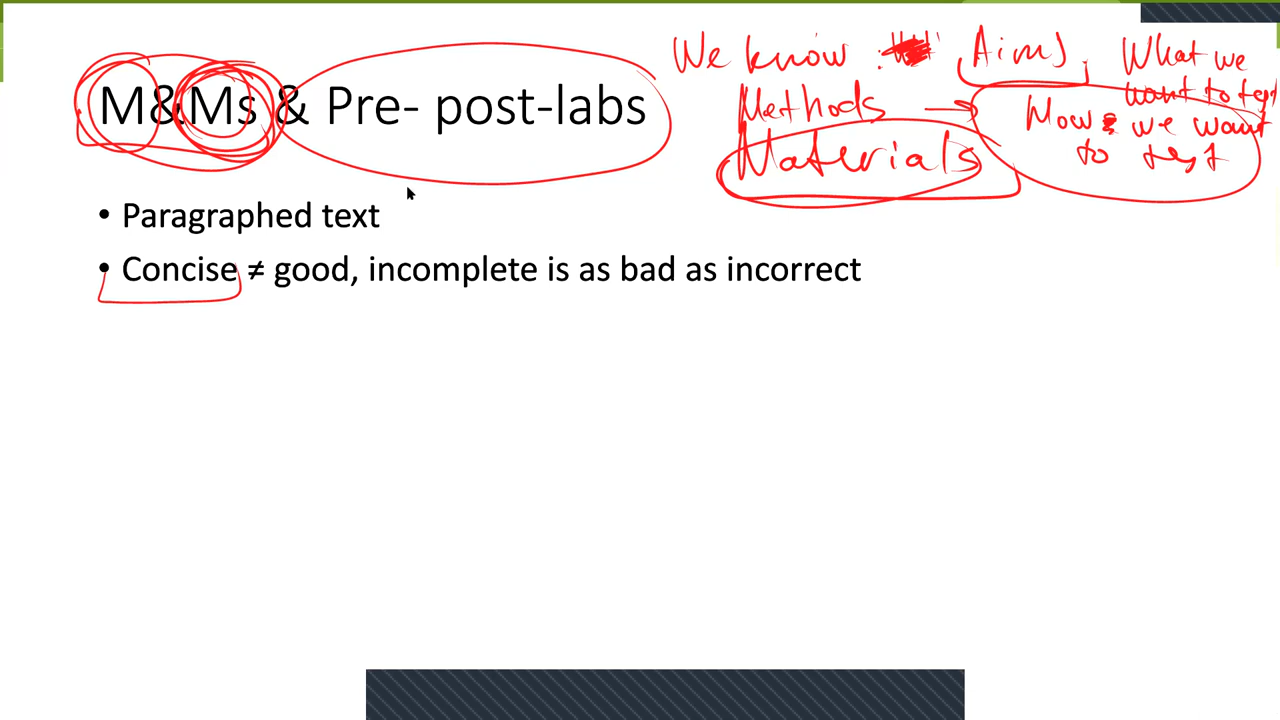 M&Ms & Pre- post-labs
We know : Aims, What we
want to test
Methods → How we want
to test
Materials
• Paragraphed text
• Concise ≠ good, incomplete is as bad as incorrect